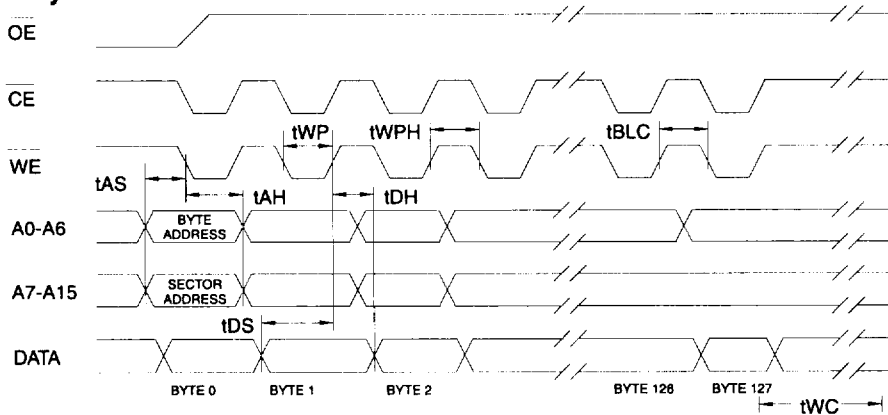 OE
CE
tWP tWPH tBLC
WE
tAS tAH tDH
A0-A6 BYTE ADDRESS
A7-A15 SECTOR ADDRESS
tDS
DATA
BYTE 0 BYTE 1 BYTE 2 BYTE 126 BYTE 127
tWC